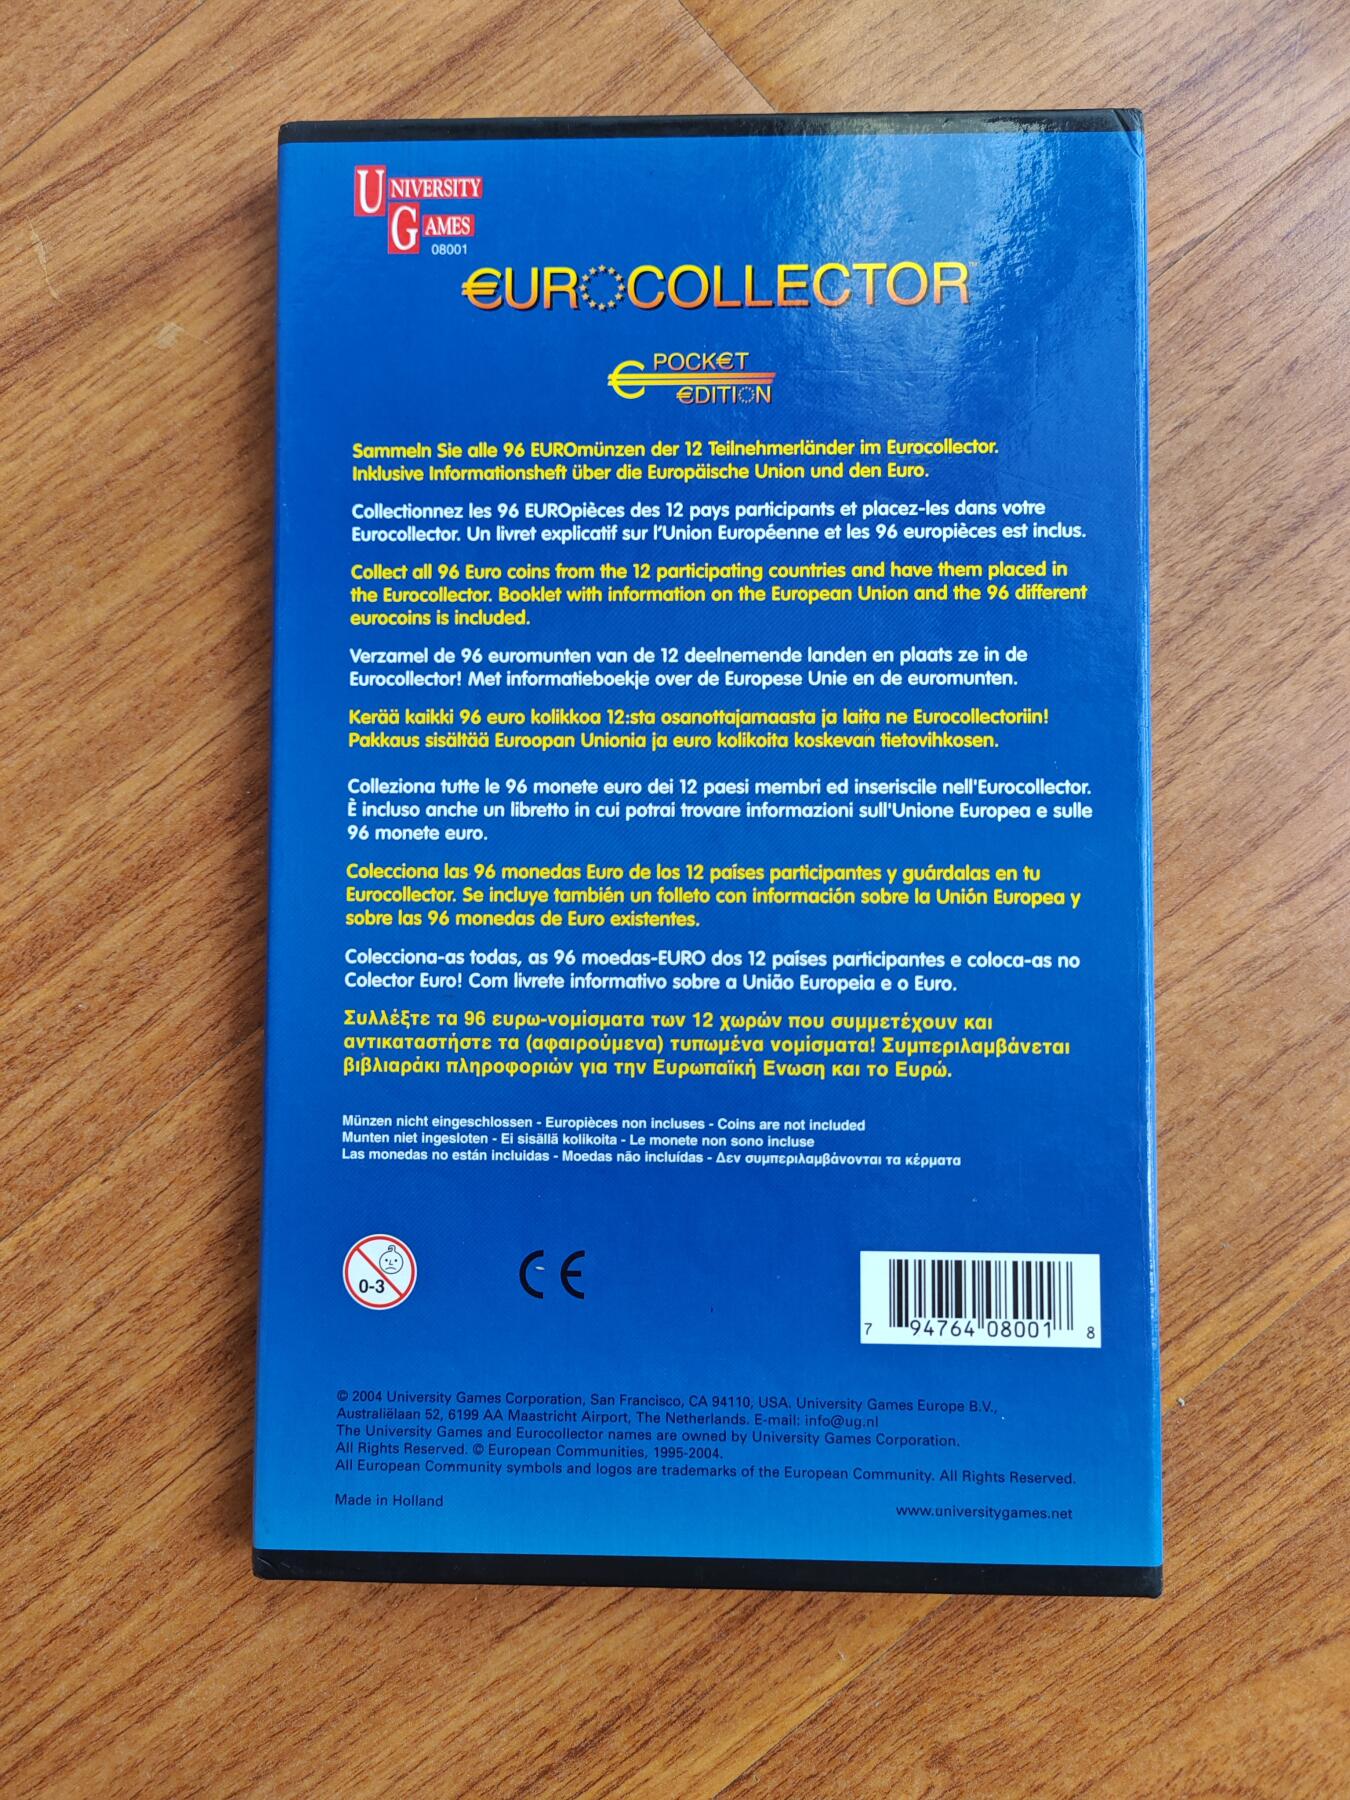 UNIVERSITY
GAMES
08001
€UROCOLLECTOR™
POCK€T
€DITION
Sammeln Sie alle 96 EUROmünzen der 12 Teilnehmerländer im Eurocollector.
Inklusive Informationsheft über die Europäische Union und den Euro.
Collectionnez les 96 EUROpièces des 12 pays participants et placez-les dans votre
Eurocollector. Un livret explicatif sur l'Union Européenne et les 96 europièces est inclus.
Collect all 96 Euro coins from the 12 participating countries and have them placed in
the Eurocollector. Booklet with information on the European Union and the 96 different
eurocoins is included.
Verzamel de 96 euromunten van de 12 deelnemende landen en plaats ze in de
Eurocollector! Met informatieboekje over de Europese Unie en de euromunten.
Kerää kaikki 96 euro kolikkoa 12:sta osanottajamaasta ja laita ne Eurocollectoriin!
Pakkaus sisältää Euroopan Unionia ja euro kolikoita koskevan tietovihkosen.
Colleziona tutte le 96 monete euro dei 12 paesi membri ed inseriscile nell'Eurocollector.
È incluso anche un libretto in cui potrai trovare informazioni sull'Unione Europea e sulle
96 monete euro.
Colecciona las 96 monedas Euro de los 12 países participantes y guárdalas en tu
Eurocollector. Se incluye también un folleto con información sobre la Unión Europea y
sobre las 96 monedas de Euro existentes.
Colecciona-as todas, as 96 moedas-EURO dos 12 países participantes e coloca-as no
Colector Euro! Com livrete informativo sobre a União Europeia e o Euro.
Συλλέξτε τα 96 ευρω-νομίσματα των 12 χωρών που συμμετέχουν και
αντικαταστήστε τα (αφαιρούμενα) τυπωμένα νομίσματα! Συμπεριλαμβάνεται
βιβλιαράκι πληροφοριών για την Ευρωπαϊκή Ενωση και το Ευρώ.
Münzen nicht eingeschlossen - Europièces non incluses - Coins are not included
Munten niet ingesloten - Ei sisällä kolikoita - Le monete non sono incluse
Las monedas no están incluidas - Moedas não incluídas - Δεν συμπεριλαμβάνονται τα κέρματα
0-3
CE
7 94764 08001 8
© 2004 University Games Corporation, San Francisco, CA 94110, USA. University Games Europe B.V.,
Australiëlaan 52, 6199 AA Maastricht Airport, The Netherlands. E-mail: info@ug.nl
The University Games and Eurocollector names are owned by University Games Corporation.
All Rights Reserved. © European Communities, 1995-2004.
All European Community symbols and logos are trademarks of the European Community. All Rights Reserved.
Made in Holland
www.universitygames.net